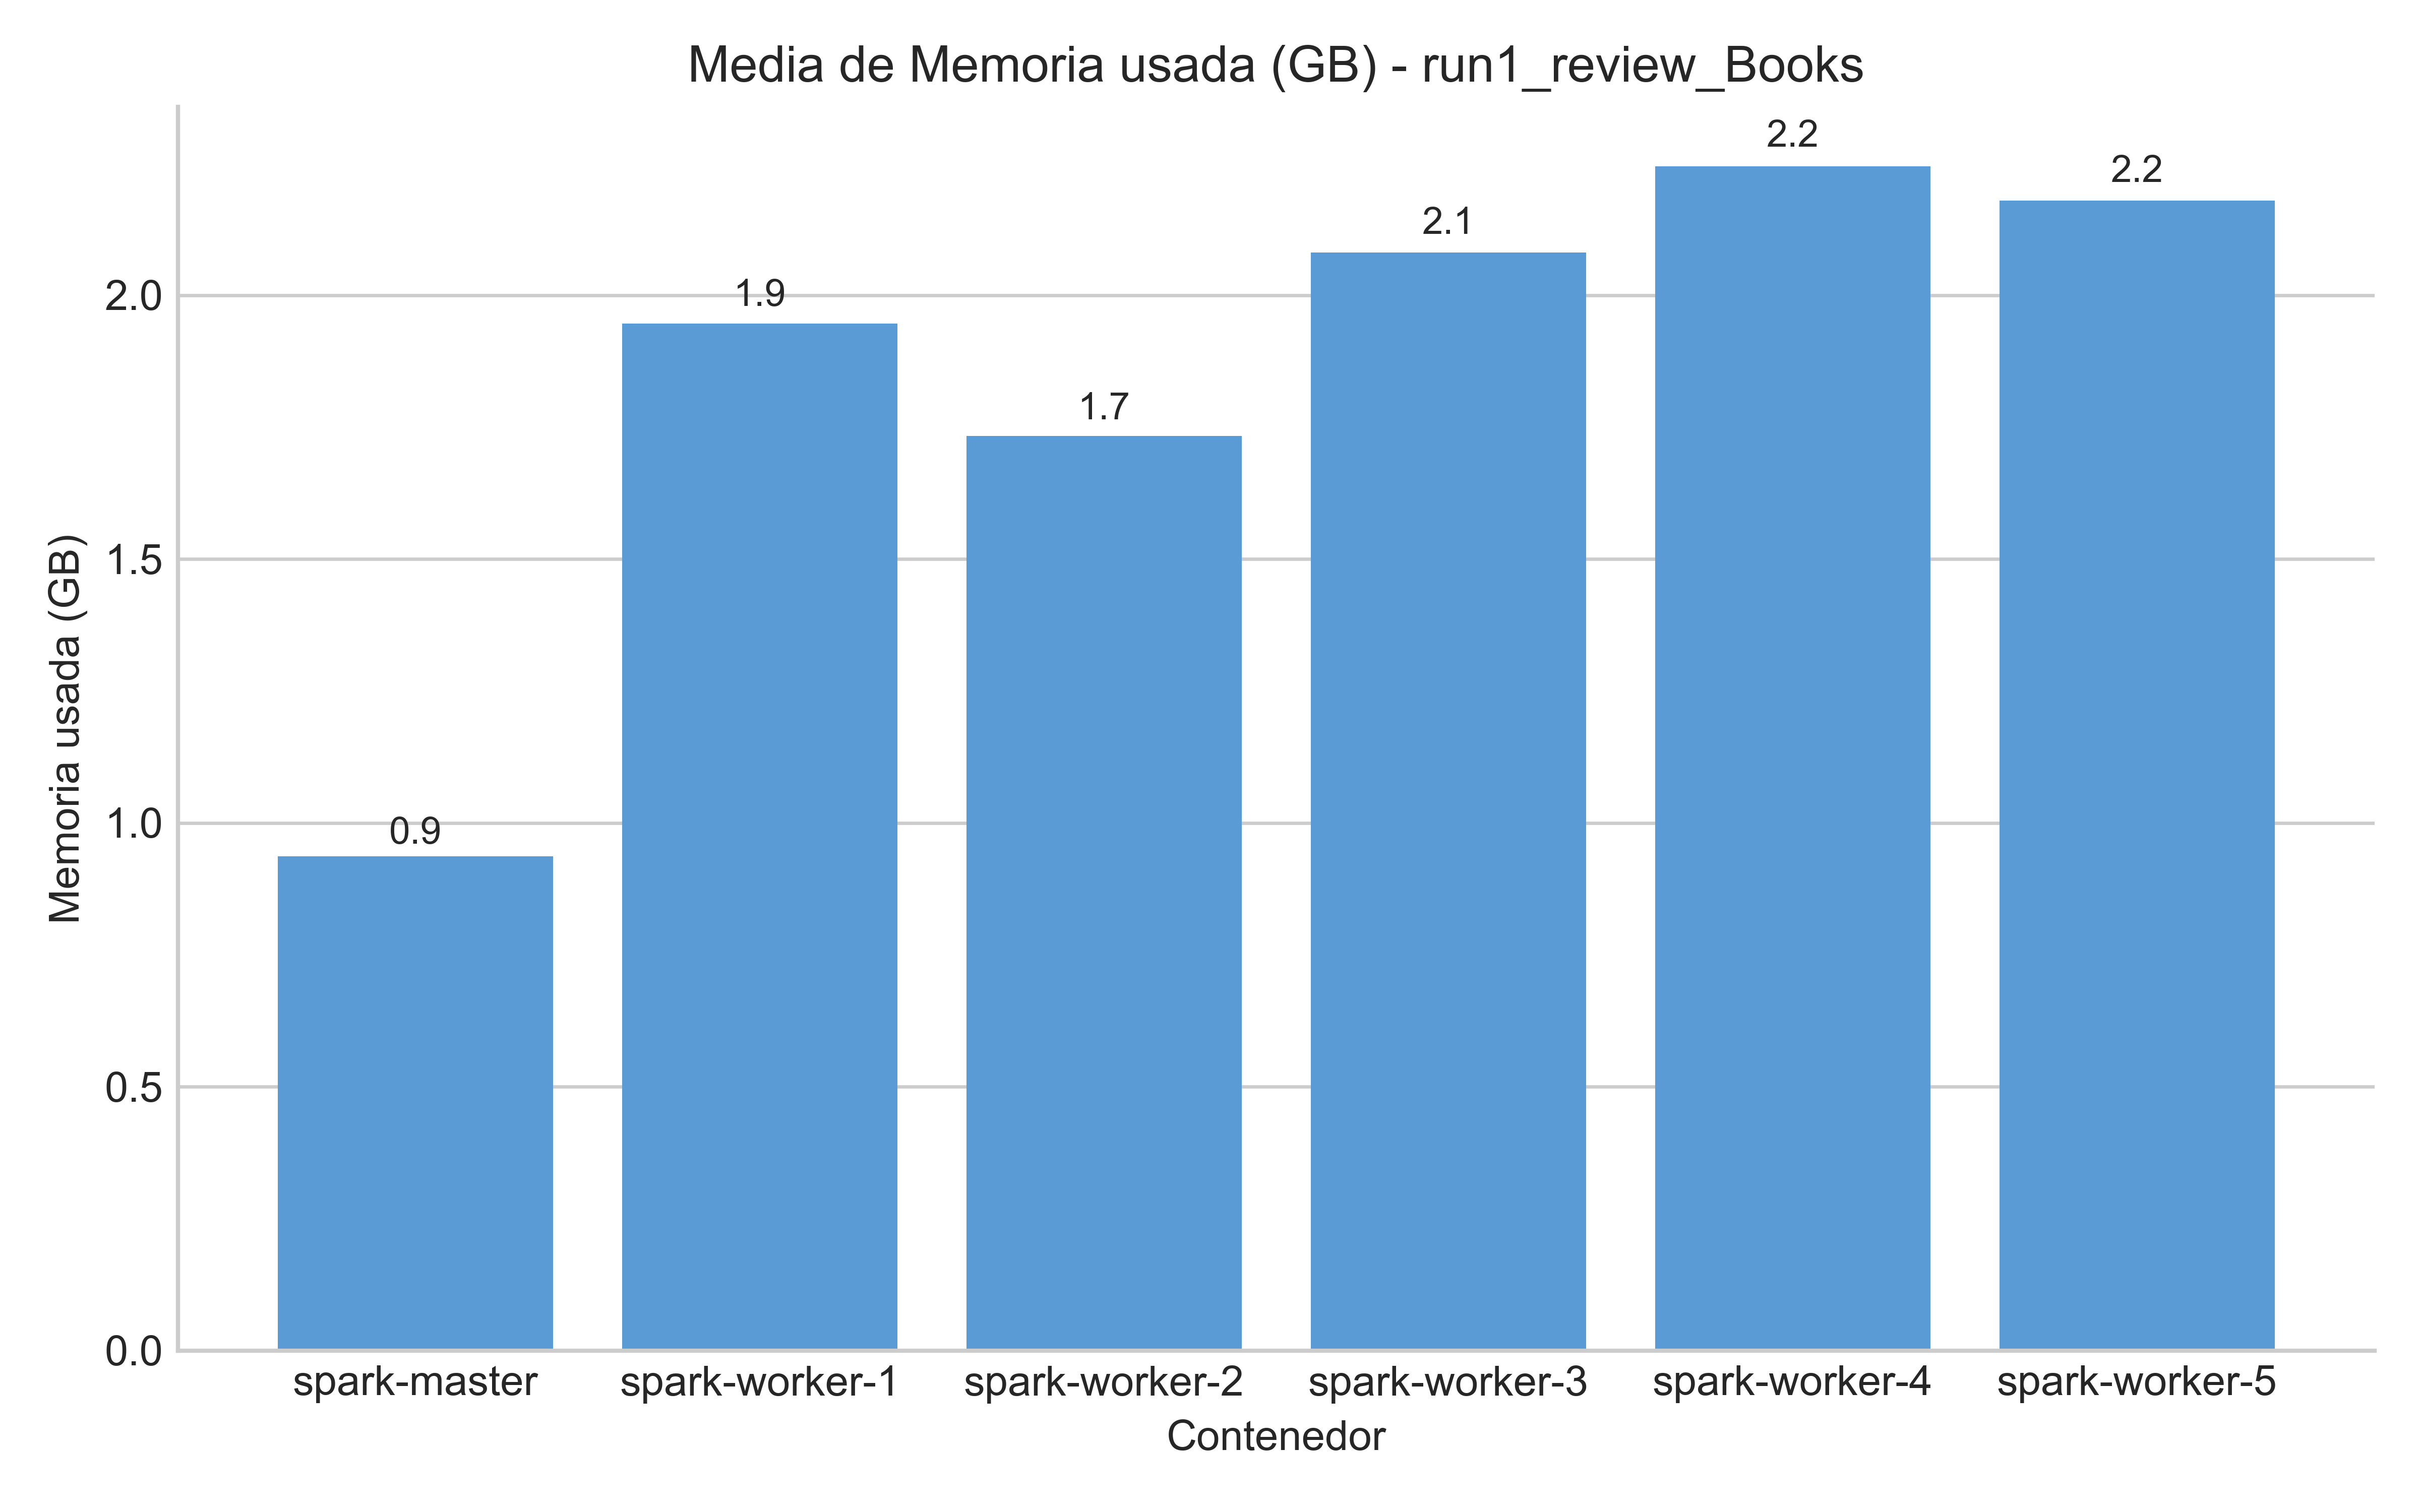 Media de Memoria usada (GB) - run1_review_Books
Memoria usada (GB)
2.0
1.5
1.0
0.5
0.0
0.9
1.9
1.7
2.1
2.2
2.2
spark-master
spark-worker-1
spark-worker-2
spark-worker-3
spark-worker-4
spark-worker-5
Contenedor